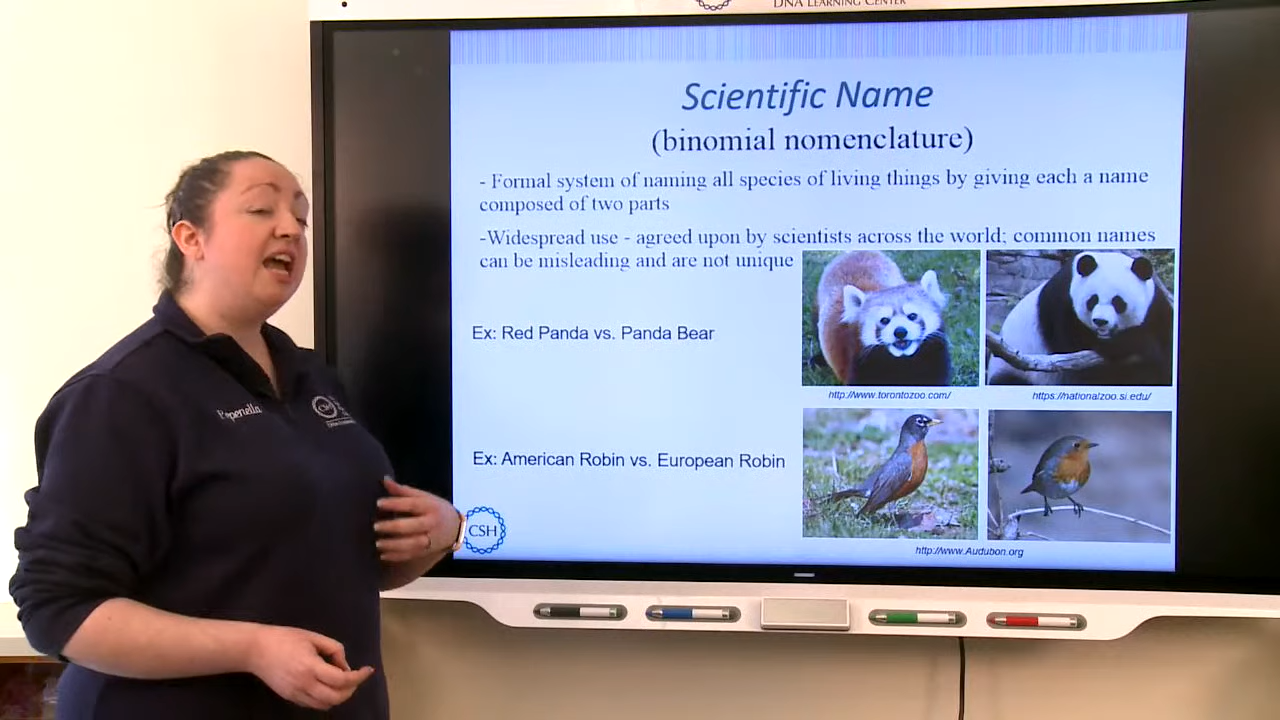 DNA LEARNING CENTER
Scientific Name
(binomial nomenclature)
- Formal system of naming all species of living things by giving each a name
composed of two parts
-Widespread use - agreed upon by scientists across the world; common names
can be misleading and are not unique
Ex: Red Panda vs. Panda Bear
http://www.torontozoo.com/
https://nationalzoo.si.edu/
Ex: American Robin vs. European Robin
http://www.Audubon.org
CSH
CSH